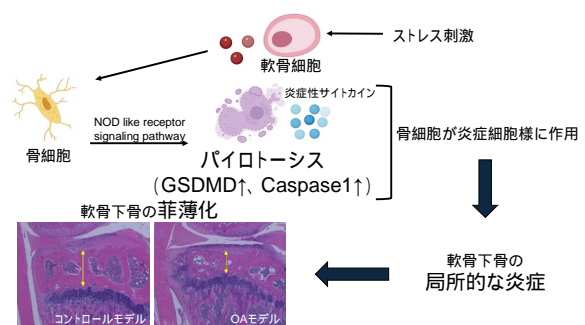 ストレス刺激
軟骨細胞
骨細胞
NOD like receptor
signaling pathway
炎症性サイトカイン
パイロトーシス
(GSDMD↑、Caspase1↑)
骨細胞が炎症細胞様に作用
軟骨下骨の
局所的な炎症
軟骨下骨の菲薄化
コントロールモデル
OAモデル